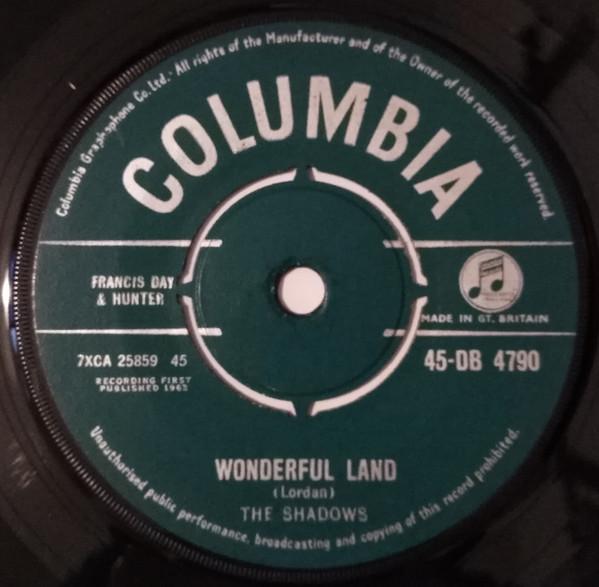 Columbia Graphophone Co. Ltd. · All rights of the Manufacturer and of the Owner of the recorded work reserved.
COLUMBIA
FRANCIS DAY
& HUNTER
MADE IN GT. BRITAIN
7XCA 25859 45
45-DB 4790
RECORDING FIRST
PUBLISHED 1962
WONDERFUL LAND
(Lordan)
THE SHADOWS
Unauthorised public performance, broadcasting and copying of this record prohibited.